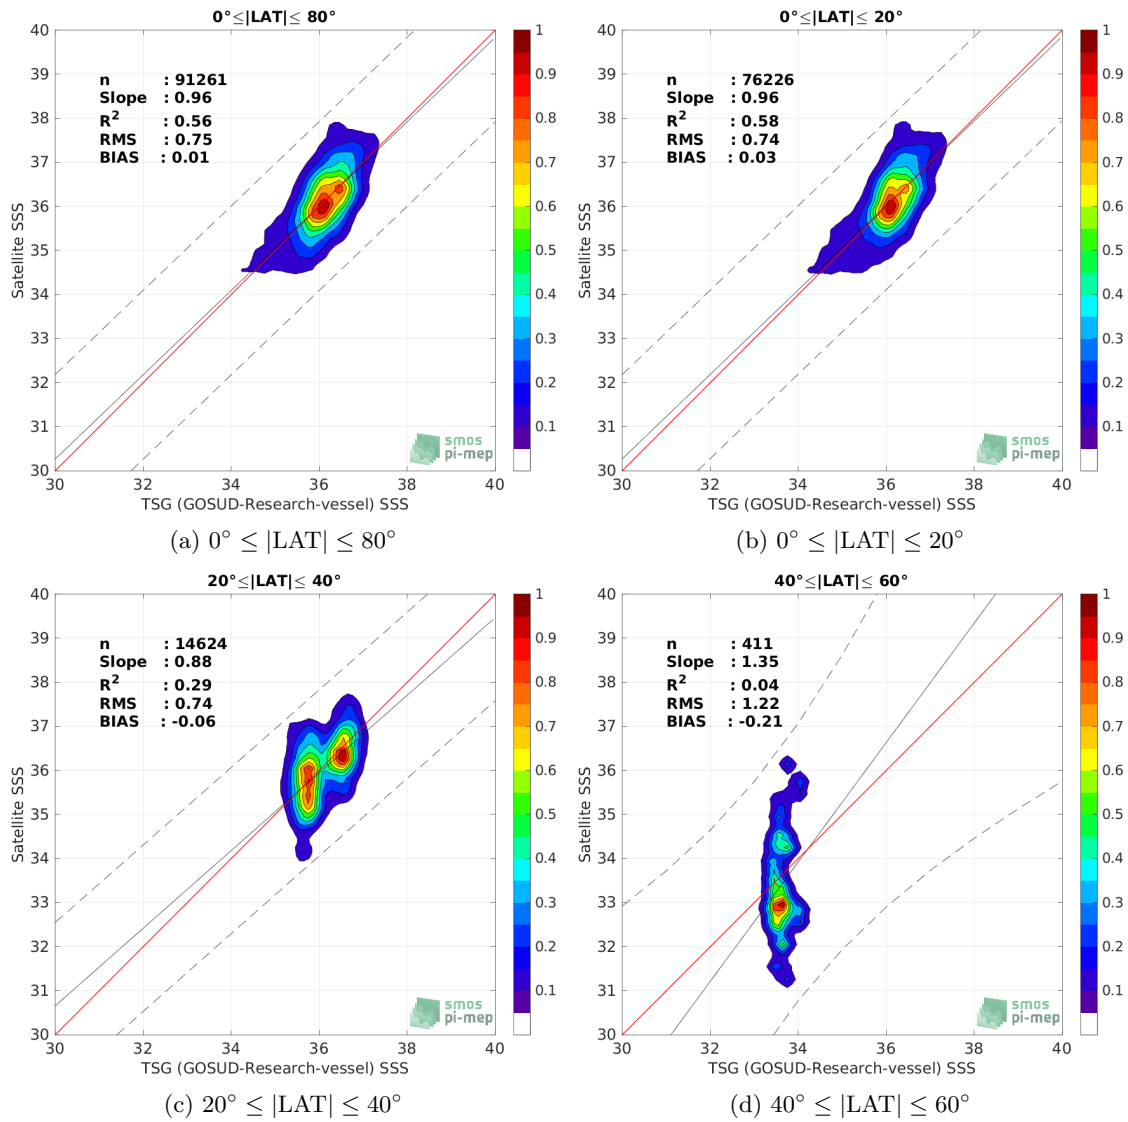 0°≤|LAT|≤ 80°
40
39
38
37
36
35
34
33
32
31
30
Satellite SSS
n : 91261
Slope : 0.96
R² : 0.56
RMS : 0.75
BIAS : 0.01
smos
pi-mep
30 32 34 36 38 40
TSG (GOSUD-Research-vessel) SSS
1
0.9
0.8
0.7
0.6
0.5
0.4
0.3
0.2
0.1
(a) 0° ≤ |LAT| ≤ 80°
0°≤|LAT|≤ 20°
40
39
38
37
36
35
34
33
32
31
30
Satellite SSS
n : 76226
Slope : 0.96
R² : 0.58
RMS : 0.74
BIAS : 0.03
smos
pi-mep
30 32 34 36 38 40
TSG (GOSUD-Research-vessel) SSS
1
0.9
0.8
0.7
0.6
0.5
0.4
0.3
0.2
0.1
(b) 0° ≤ |LAT| ≤ 20°
20°≤|LAT|≤ 40°
40
39
38
37
36
35
34
33
32
31
30
Satellite SSS
n : 14624
Slope : 0.88
R² : 0.29
RMS : 0.74
BIAS : -0.06
smos
pi-mep
30 32 34 36 38 40
TSG (GOSUD-Research-vessel) SSS
1
0.9
0.8
0.7
0.6
0.5
0.4
0.3
0.2
0.1
(c) 20° ≤ |LAT| ≤ 40°
40°≤|LAT|≤ 60°
40
39
38
37
36
35
34
33
32
31
30
Satellite SSS
n : 411
Slope : 1.35
R² : 0.04
RMS : 1.22
BIAS : -0.21
smos
pi-mep
30 32 34 36 38 40
TSG (GOSUD-Research-vessel) SSS
1
0.9
0.8
0.7
0.6
0.5
0.4
0.3
0.2
0.1
(d) 40° ≤ |LAT| ≤ 60°